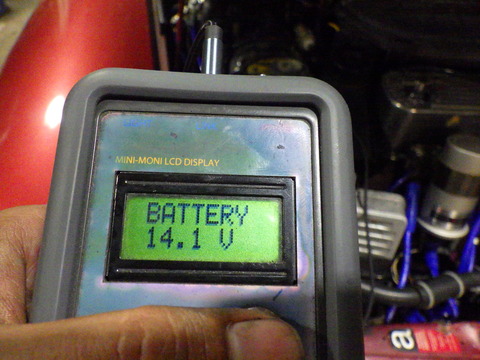 MINI-MONI LCD DISPLAY
BATTERY
14.1 V
a